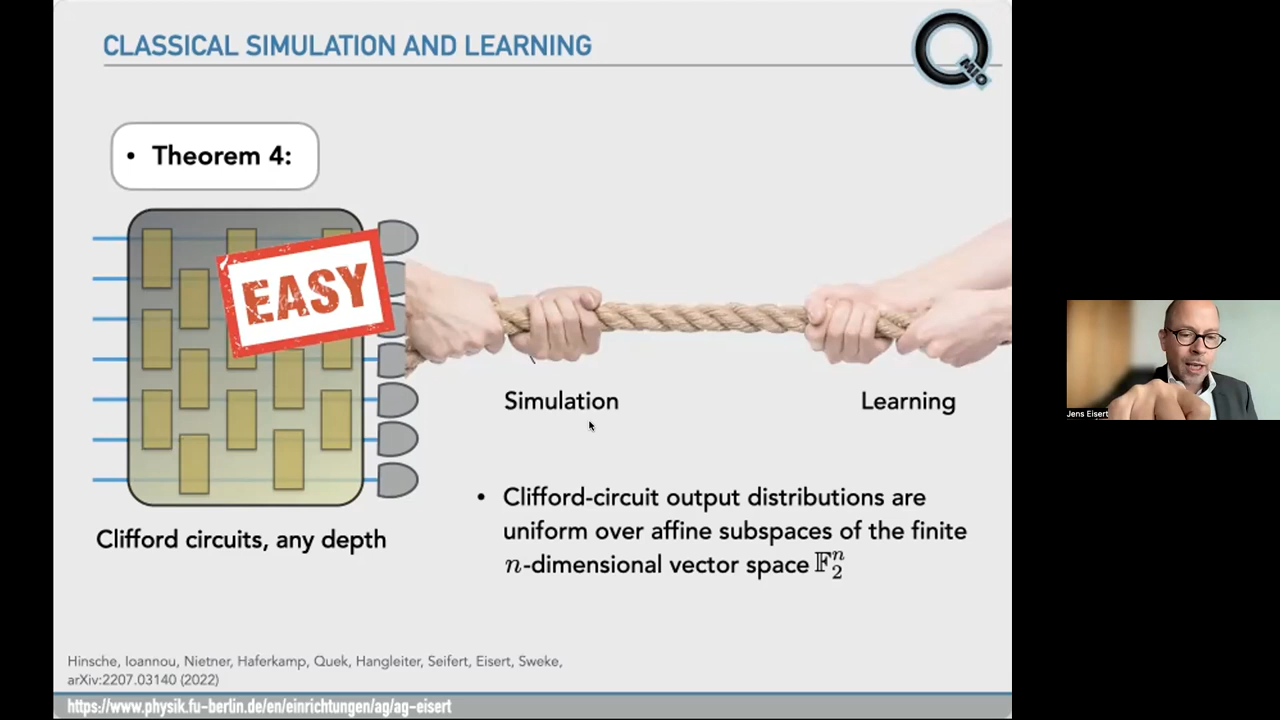 CLASSICAL SIMULATION AND LEARNING
QMIO
• Theorem 4:
EASY
Simulation
Learning
Clifford circuits, any depth
• Clifford-circuit output distributions are
uniform over affine subspaces of the finite
n-dimensional vector space 𝔽₂ⁿ
Hinsche, Ioannou, Nietner, Haferkamp, Quek, Hangleiter, Seifert, Eisert, Sweke,
arXiv:2207.03140 (2022)
https://www.physik.fu-berlin.de/en/einrichtungen/ag/ag-eisert
Jens Eisert